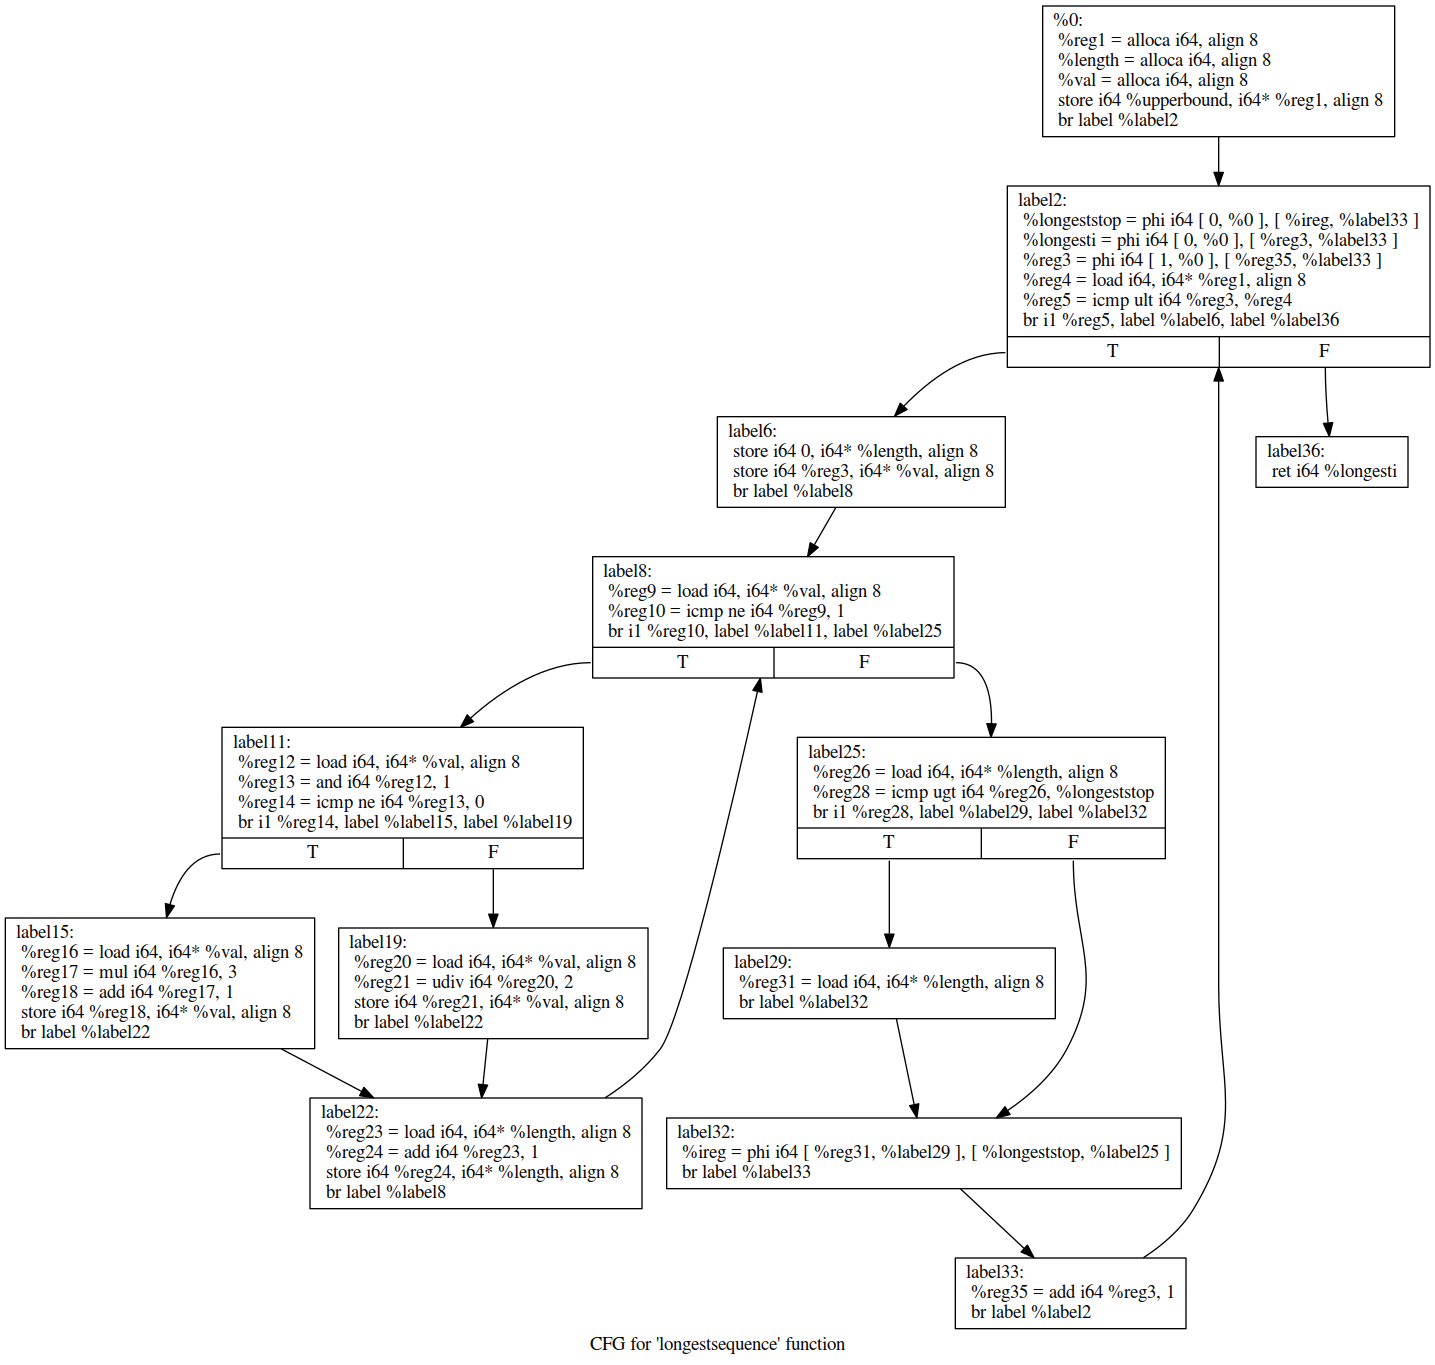 %0:
%reg1 = alloca i64, align 8
%length = alloca i64, align 8
%val = alloca i64, align 8
store i64 %upperbound, i64* %reg1, align 8
br label %label2
label2:
%longeststop = phi i64 [ 0, %0 ], [ %ireg, %label33 ]
%longesti = phi i64 [ 0, %0 ], [ %reg3, %label33 ]
%reg3 = phi i64 [ 1, %0 ], [ %reg35, %label33 ]
%reg4 = load i64, i64* %reg1, align 8
%reg5 = icmp ult i64 %reg3, %reg4
br i1 %reg5, label %label6, label %label36
T
F
label6:
store i64 0, i64* %length, align 8
store i64 %reg3, i64* %val, align 8
br label %label8
label36:
ret i64 %longesti
label8:
%reg9 = load i64, i64* %val, align 8
%reg10 = icmp ne i64 %reg9, 1
br i1 %reg10, label %label11, label %label25
T
F
label11:
%reg12 = load i64, i64* %val, align 8
%reg13 = and i64 %reg12, 1
%reg14 = icmp ne i64 %reg13, 0
br i1 %reg14, label %label15, label %label19
T
F
label25:
%reg26 = load i64, i64* %length, align 8
%reg28 = icmp ugt i64 %reg26, %longeststop
br i1 %reg28, label %label29, label %label32
T
F
label15:
%reg16 = load i64, i64* %val, align 8
%reg17 = mul i64 %reg16, 3
%reg18 = add i64 %reg17, 1
store i64 %reg18, i64* %val, align 8
br label %label22
label19:
%reg20 = load i64, i64* %val, align 8
%reg21 = udiv i64 %reg20, 2
store i64 %reg21, i64* %val, align 8
br label %label22
label29:
%reg31 = load i64, i64* %length, align 8
br label %label32
label22:
%reg23 = load i64, i64* %length, align 8
%reg24 = add i64 %reg23, 1
store i64 %reg24, i64* %length, align 8
br label %label8
label32:
%ireg = phi i64 [ %reg31, %label29 ], [ %longeststop, %label25 ]
br label %label33
label33:
%reg35 = add i64 %reg3, 1
br label %label2
CFG for 'longestsequence' function